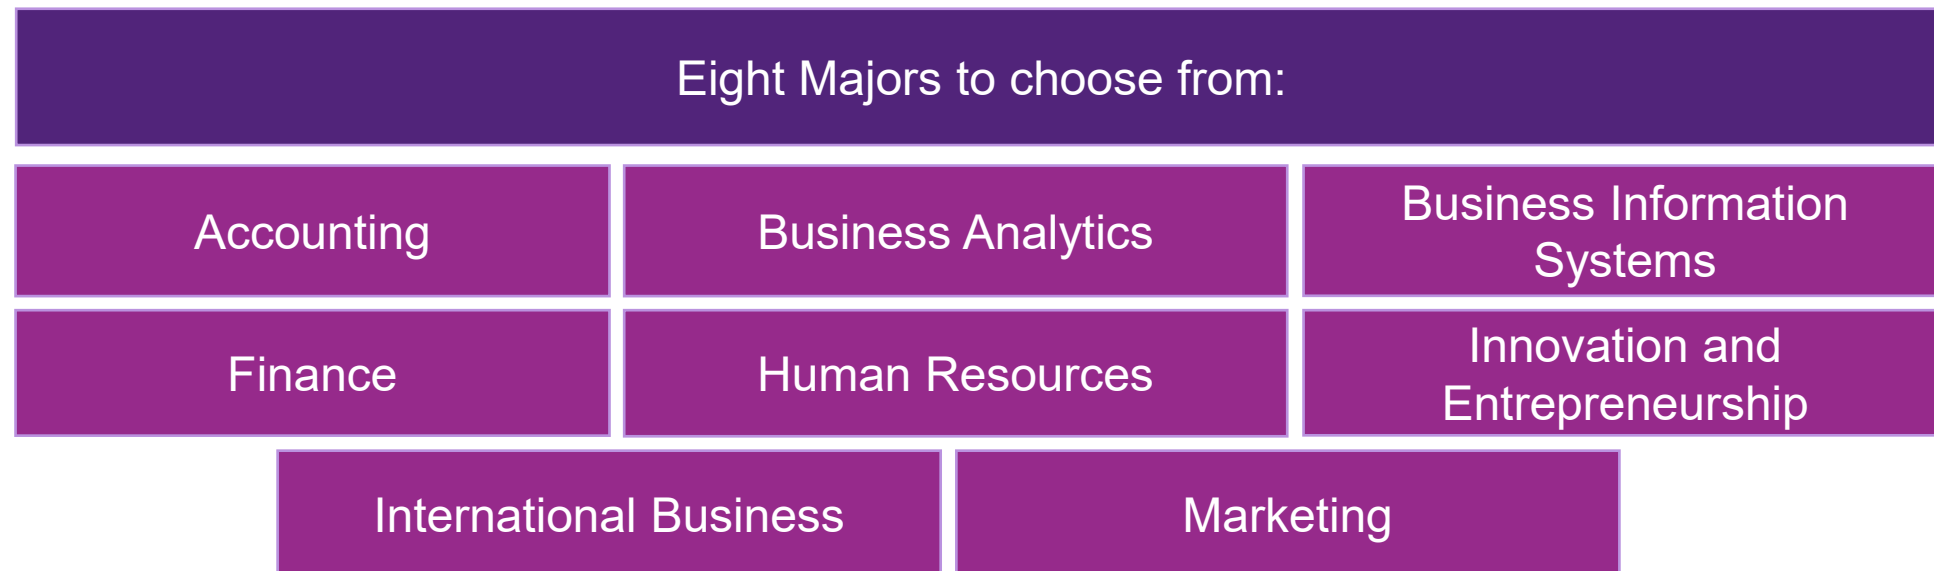 Eight Majors to choose from:
Accounting
Business Analytics
Business Information
Systems
Finance
Human Resources
Innovation and
Entrepreneurship
International Business
Marketing